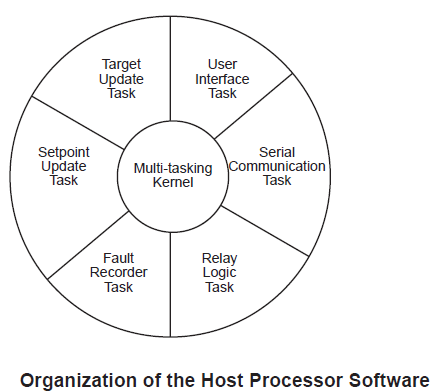 Target
Update
Task
User
Interface
Task
Setpoint
Update
Task
Multi-tasking
Kernel
Serial
Communication
Task
Fault
Recorder
Task
Relay
Logic
Task
Organization of the Host Processor Software